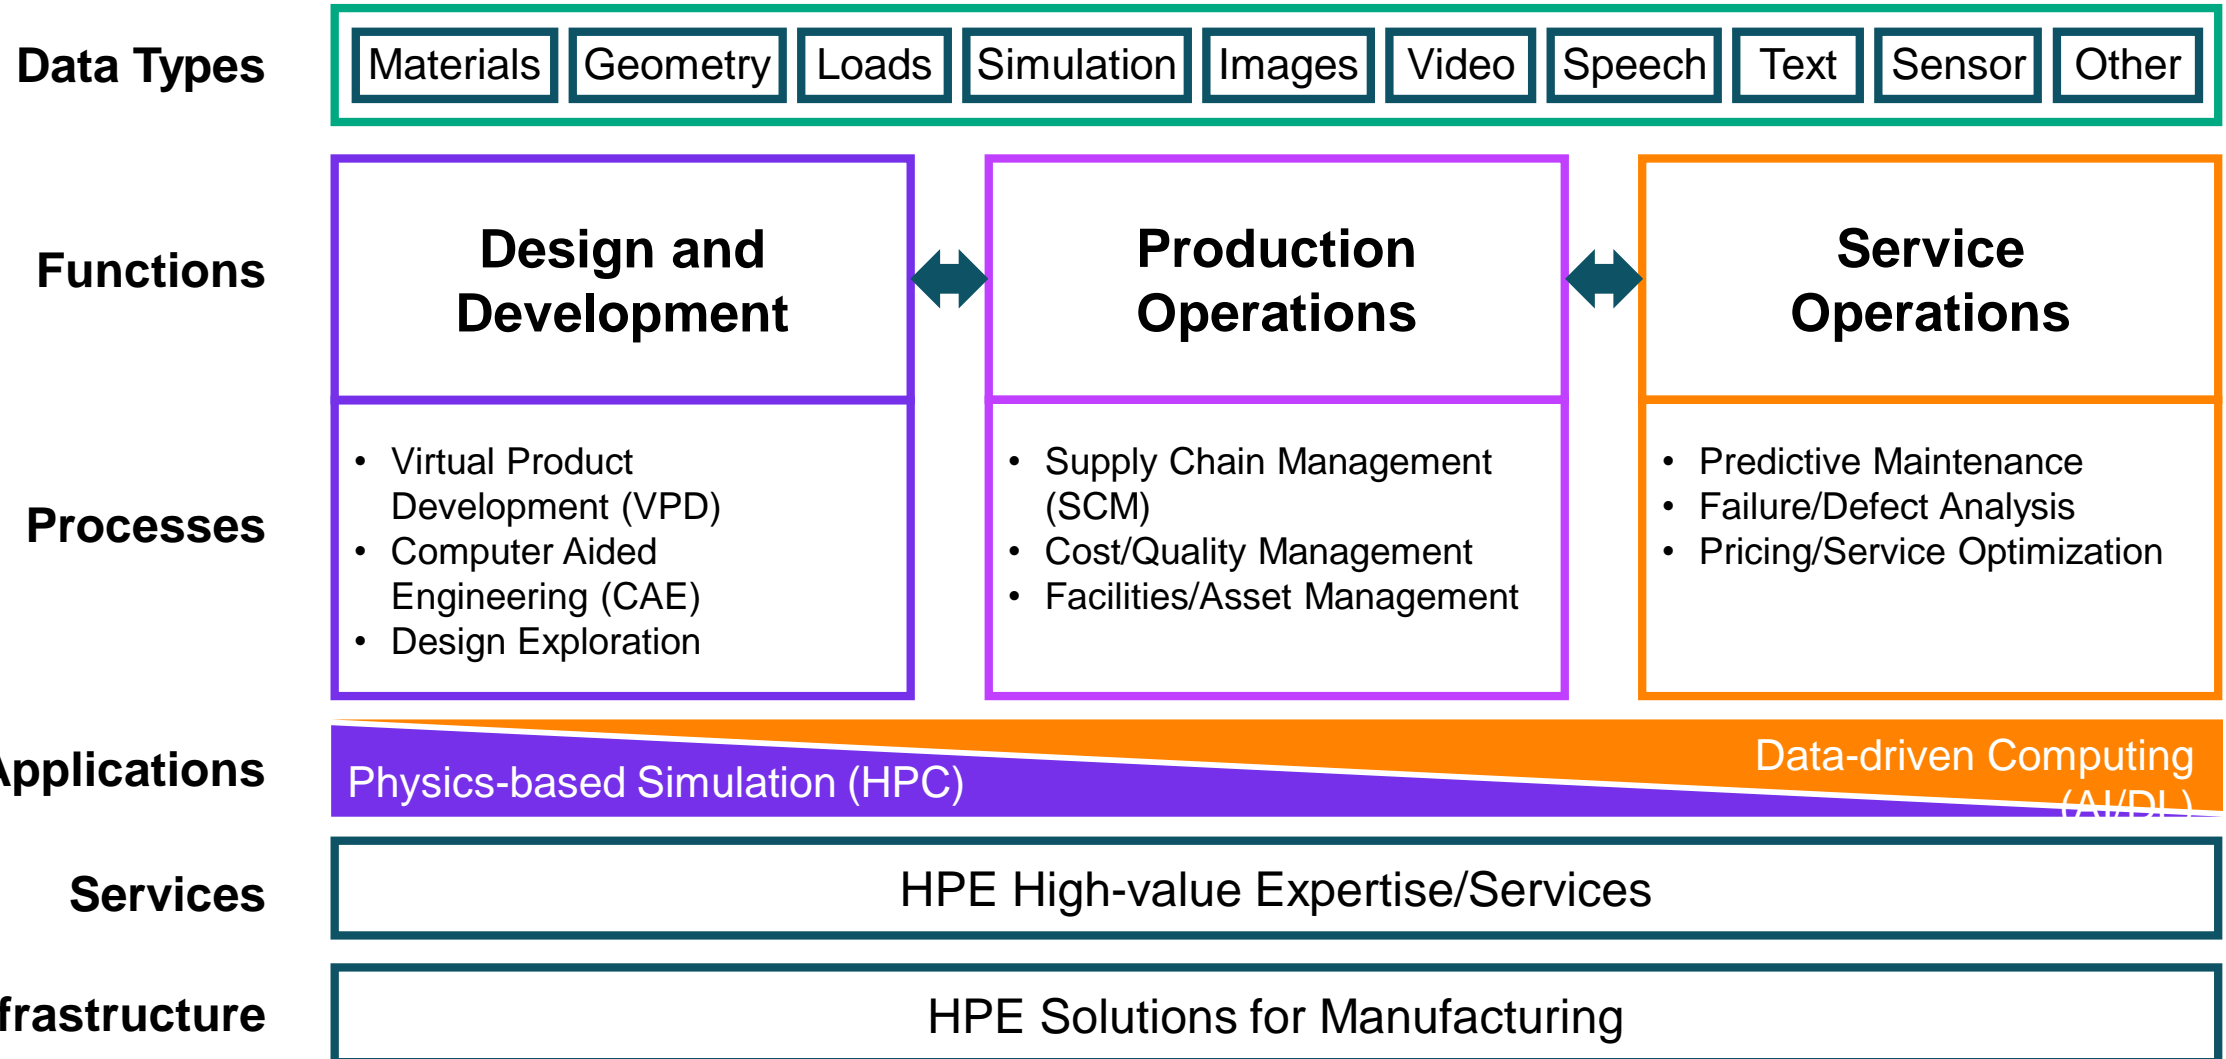 Data Types
Materials Geometry Loads Simulation Images Video Speech Text Sensor Other
Functions
Design and
Development
Production
Operations
Service
Operations
Processes
• Virtual Product
Development (VPD)
• Computer Aided
Engineering (CAE)
• Design Exploration
• Supply Chain Management
(SCM)
• Cost/Quality Management
• Facilities/Asset Management
• Predictive Maintenance
• Failure/Defect Analysis
• Pricing/Service Optimization
Applications
Physics-based Simulation (HPC)
Data-driven Computing
(AI/DL)
Services
HPE High-value Expertise/Services
frastructure
HPE Solutions for Manufacturing